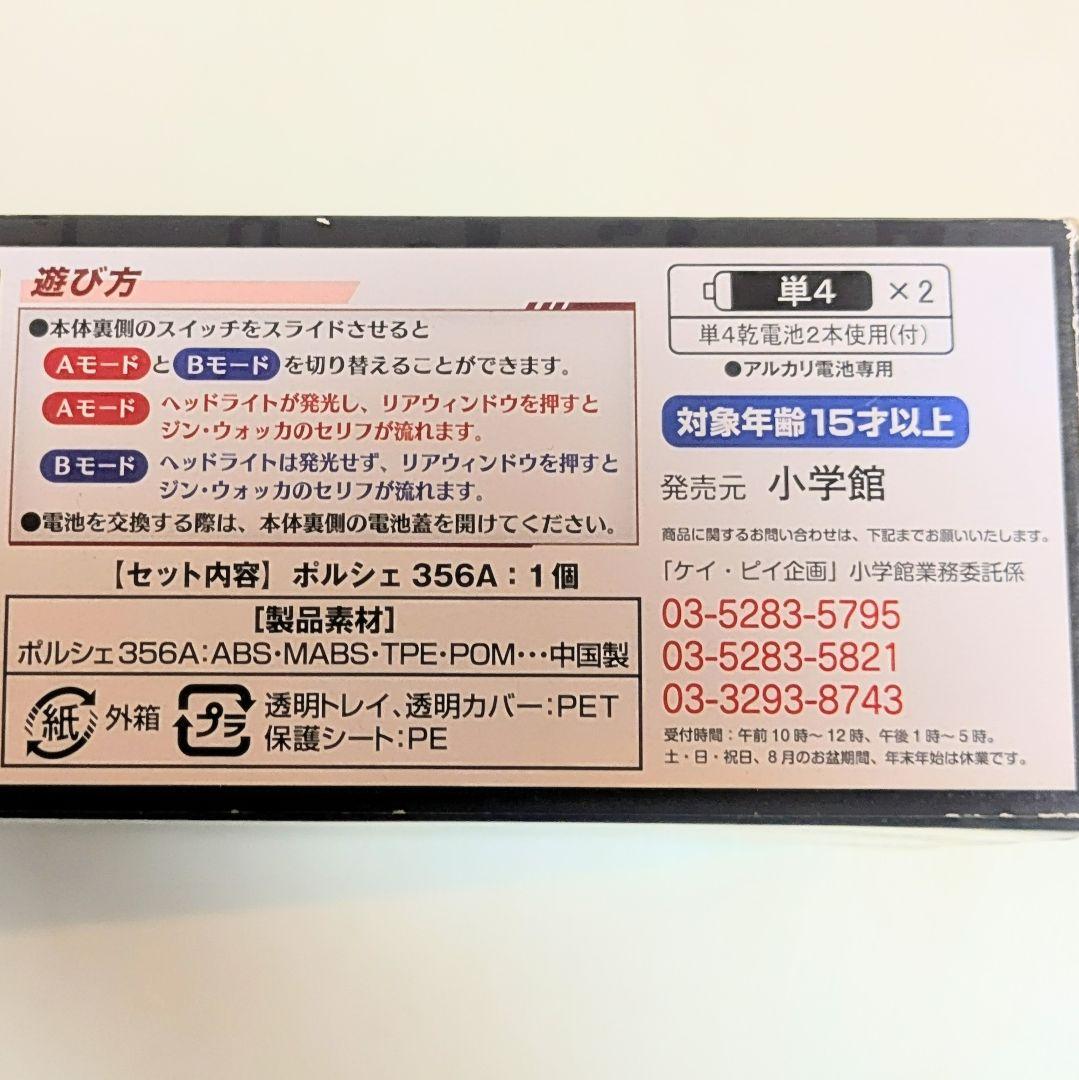 遊び方
●本体裏側のスイッチをスライドさせると
AモードとBモードを切り替えることができます。
Aモード ヘッドライトが発光し、リアウィンドウを押すと
ジン・ウォッカのセリフが流れます。
Bモード ヘッドライトは発光せず、リアウィンドウを押すと
ジン・ウォッカのセリフが流れます。
●電池を交換する際は、本体裏側の電池蓋を開けてください。
【セット内容】ポルシェ 356A：1個
[製品素材]
ポルシェ356A：ABS・MABS・TPE・POM…中国製
紙 外箱
プラ 透明トレイ、透明カバー：PET
保護シート：PE
単4 ×2
単4乾電池2本使用(付)
●アルカリ電池専用
対象年齢15才以上
発売元 小学館
商品に関するお問い合わせは、下記までお願いいたします。
「ケイ・ピイ企画」小学館業務委託係
03-5283-5795
03-5283-5821
03-3293-8743
受付時間：午前10時～12時、午後1時～5時。
土・日・祝日、8月のお盆期間、年末年始は休業です。